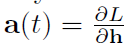 a(t) = ∂L/∂h